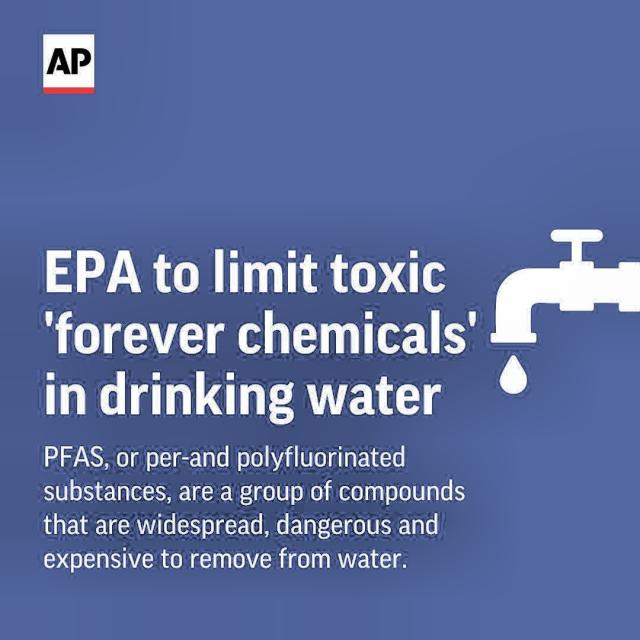 AP
EPA to limit toxic
'forever chemicals'
in drinking water
PFAS, or per-and polyfluorinated
substances, are a group of compounds
that are widespread, dangerous and
expensive to remove from water.